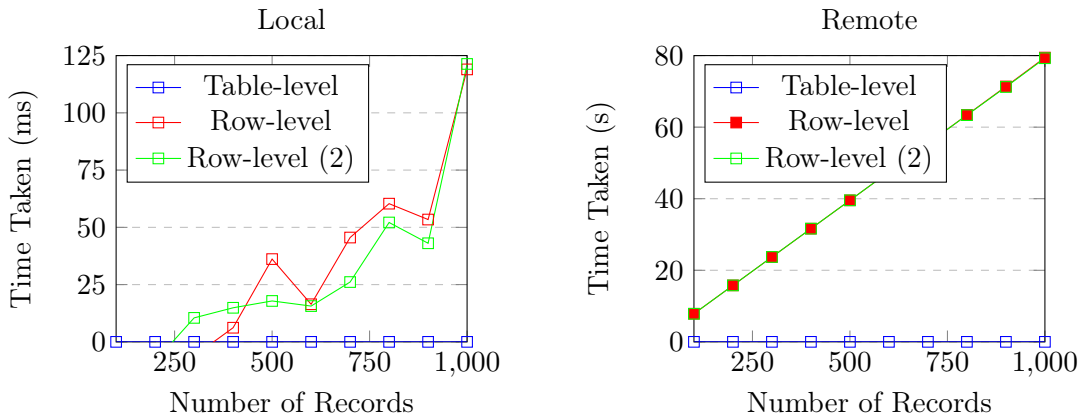 Local
Time Taken (ms)
125
100
75
50
25
0
Table-level
Row-level
Row-level (2)
250
500
750
1,000
Number of Records
Remote
Time Taken (s)
80
60
40
20
0
Table-level
Row-level
Row-level (2)
250
500
750
1,000
Number of Records